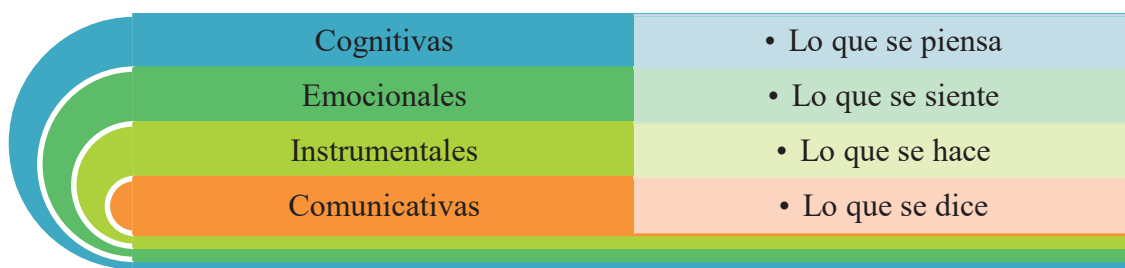 Cognitivas • Lo que se piensa
Emocionales • Lo que se siente
Instrumentales • Lo que se hace
Comunicativas • Lo que se dice